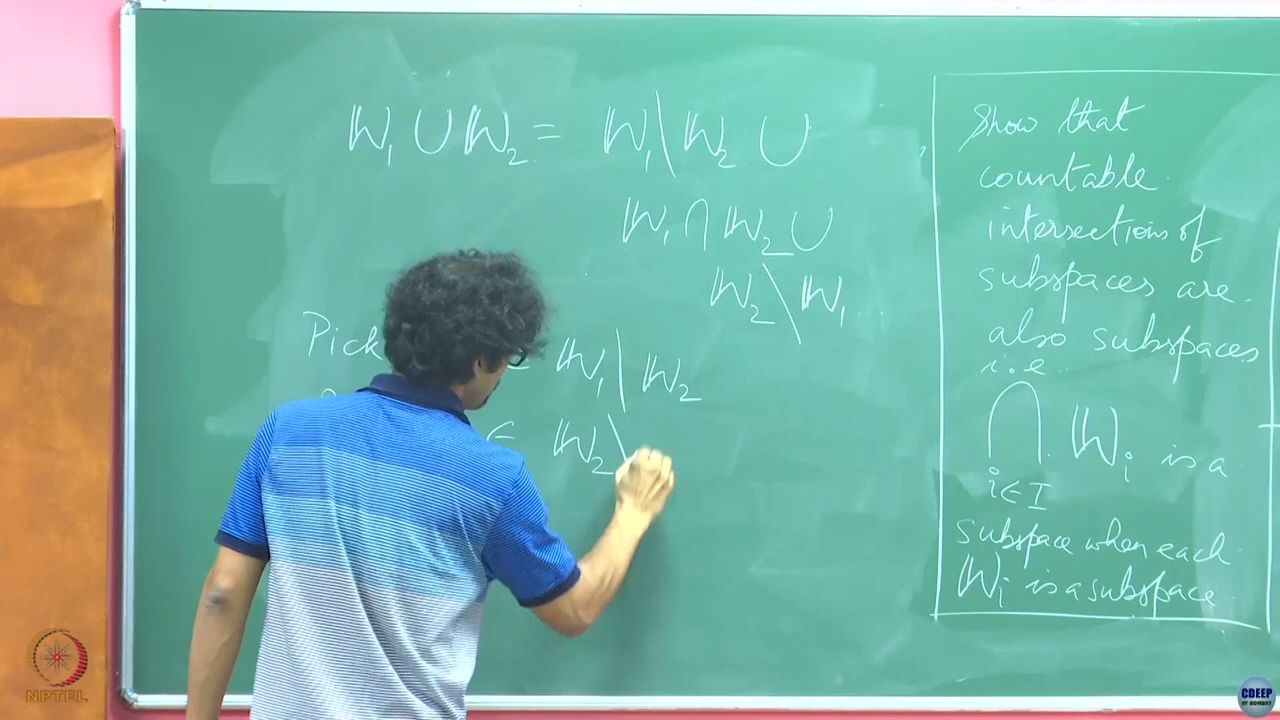 𝕎₁ ∪ 𝕎₂ = 𝕎₁ \ 𝕎₂ ∪
𝕎₁ ∩ 𝕎₂ ∪
𝕎₂ \ 𝕎₁
Pick 𝕎₁ \ 𝕎₂
∈ 𝕎₂ \
Show that
countable
intersections of
subspaces are
also subspaces
i.e.
⋂ 𝕎ᵢ is a
i∈I
subspace when each
𝕎ᵢ is a subspace
NPTEL
CDEEP
IIT BOMBAY